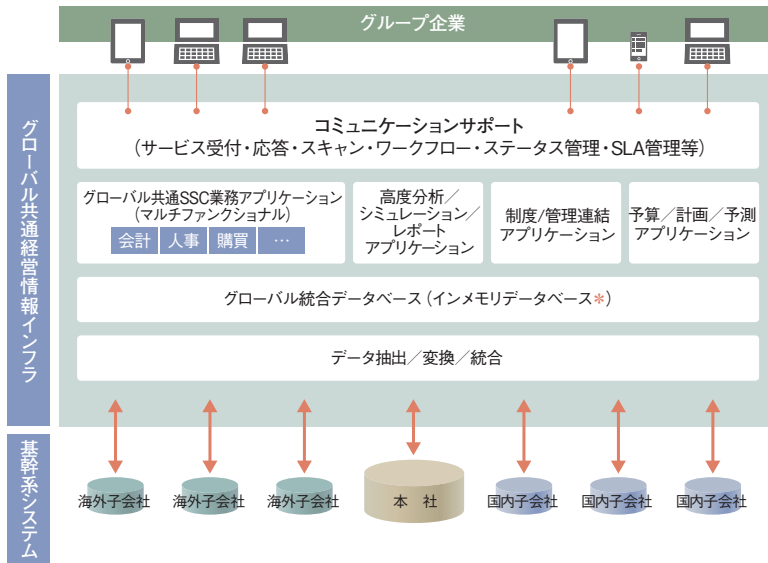 グループ企業
グローバル共通経営情報インフラ
コミュニケーションサポート
（サービス受付・応答・スキャン・ワークフロー・ステータス管理・SLA管理等）
グローバル共通SSC業務アプリケーション
（マルチファンクショナル）
会計 人事 購買 …
高度分析／
シミュレーション／
レポート
アプリケーション
制度/管理連結
アプリケーション
予算／計画／予測
アプリケーション
グローバル統合データベース（インメモリデータベース＊）
データ抽出／変換／統合
基幹系システム
海外子会社 海外子会社 海外子会社 本 社 国内子会社 国内子会社 国内子会社